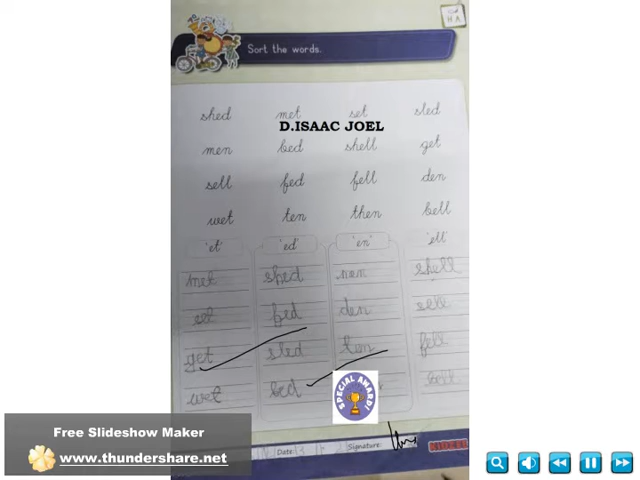 H A
Sort the words.
shed met set sled
D.ISAAC JOEL
men bed shell get
sell fed fell den
wet ten then bell
'et' 'ed' 'en' 'ell'
met shed men shell
set fed den sell
get sled ten fell
wet bed bell
SPECIAL AWARD!
Date: Signature:
Free Slideshow Maker
www.thundershare.net